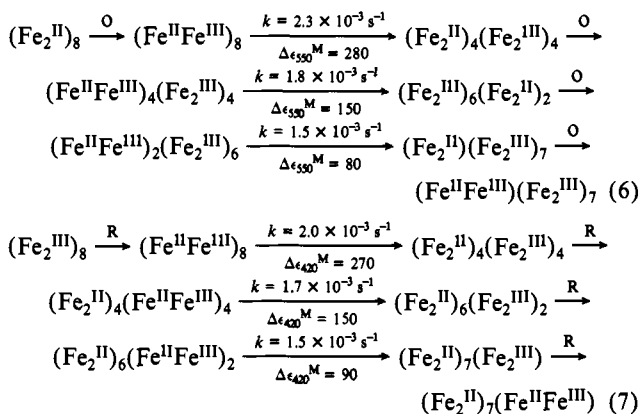 (Fe₂ᴵᴵ)₈ —O→ (FeᴵᴵFeᴵᴵᴵ)₈ —k = 2.3 × 10⁻³ s⁻¹ / Δε₅₅₀ᴹ = 280→ (Fe₂ᴵᴵ)₄(Fe₂ᴵᴵᴵ)₄ —O→
(FeᴵᴵFeᴵᴵᴵ)₄(Fe₂ᴵᴵᴵ)₄ —k = 1.8 × 10⁻³ s⁻¹ / Δε₅₅₀ᴹ = 150→ (Fe₂ᴵᴵᴵ)₆(Fe₂ᴵᴵ)₂ —O→
(FeᴵᴵFeᴵᴵᴵ)₂(Fe₂ᴵᴵᴵ)₆ —k = 1.5 × 10⁻³ s⁻¹ / Δε₅₅₀ᴹ = 80→ (Fe₂ᴵᴵ)(Fe₂ᴵᴵᴵ)₇ —O→
(FeᴵᴵFeᴵᴵᴵ)(Fe₂ᴵᴵᴵ)₇ (6)
(Fe₂ᴵᴵᴵ)₈ —R→ (FeᴵᴵFeᴵᴵᴵ)₈ —k = 2.0 × 10⁻³ s⁻¹ / Δε₄₂₀ᴹ = 270→ (Fe₂ᴵᴵ)₄(Fe₂ᴵᴵᴵ)₄ —R→
(Fe₂ᴵᴵ)₄(FeᴵᴵFeᴵᴵᴵ)₄ —k = 1.7 × 10⁻³ s⁻¹ / Δε₄₂₀ᴹ = 150→ (Fe₂ᴵᴵ)₆(Fe₂ᴵᴵᴵ)₂ —R→
(Fe₂ᴵᴵ)₆(FeᴵᴵFeᴵᴵᴵ)₂ —k = 1.5 × 10⁻³ s⁻¹ / Δε₄₂₀ᴹ = 90→ (Fe₂ᴵᴵ)₇(Fe₂ᴵᴵᴵ) —R→
(Fe₂ᴵᴵ)₇(FeᴵᴵFeᴵᴵᴵ) (7)